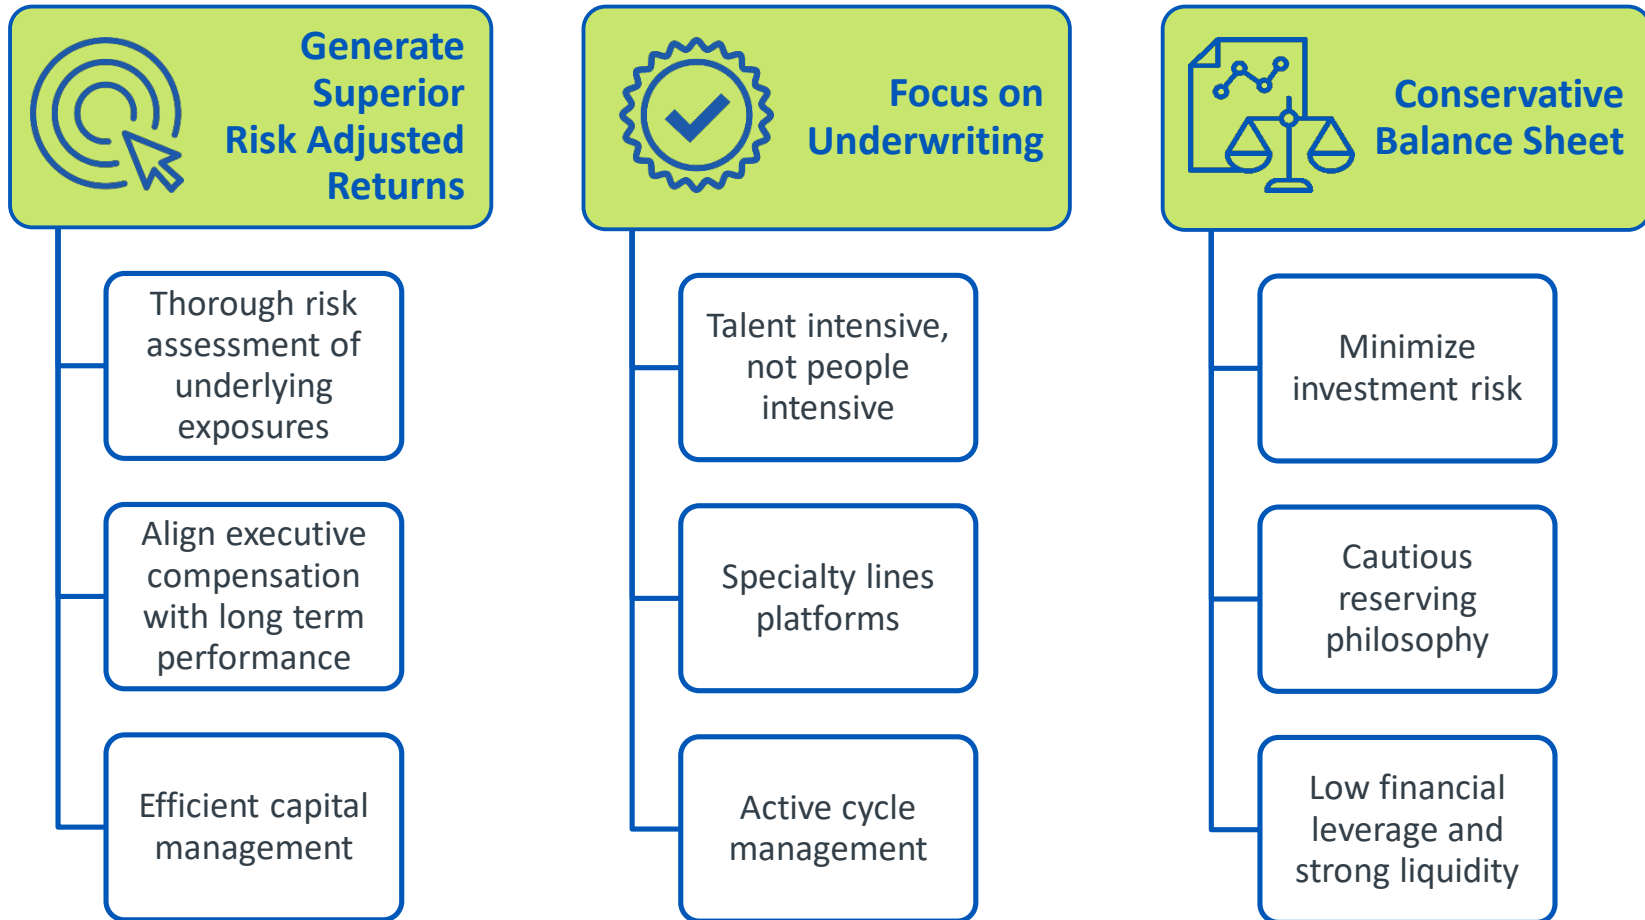 Generate
Superior
Risk Adjusted
Returns
Thorough risk
assessment of
underlying
exposures
Align executive
compensation
with long term
performance
Efficient capital
management
Focus on
Underwriting
Talent intensive,
not people
intensive
Specialty lines
platforms
Active cycle
management
Conservative
Balance Sheet
Minimize
investment risk
Cautious
reserving
philosophy
Low financial
leverage and
strong liquidity